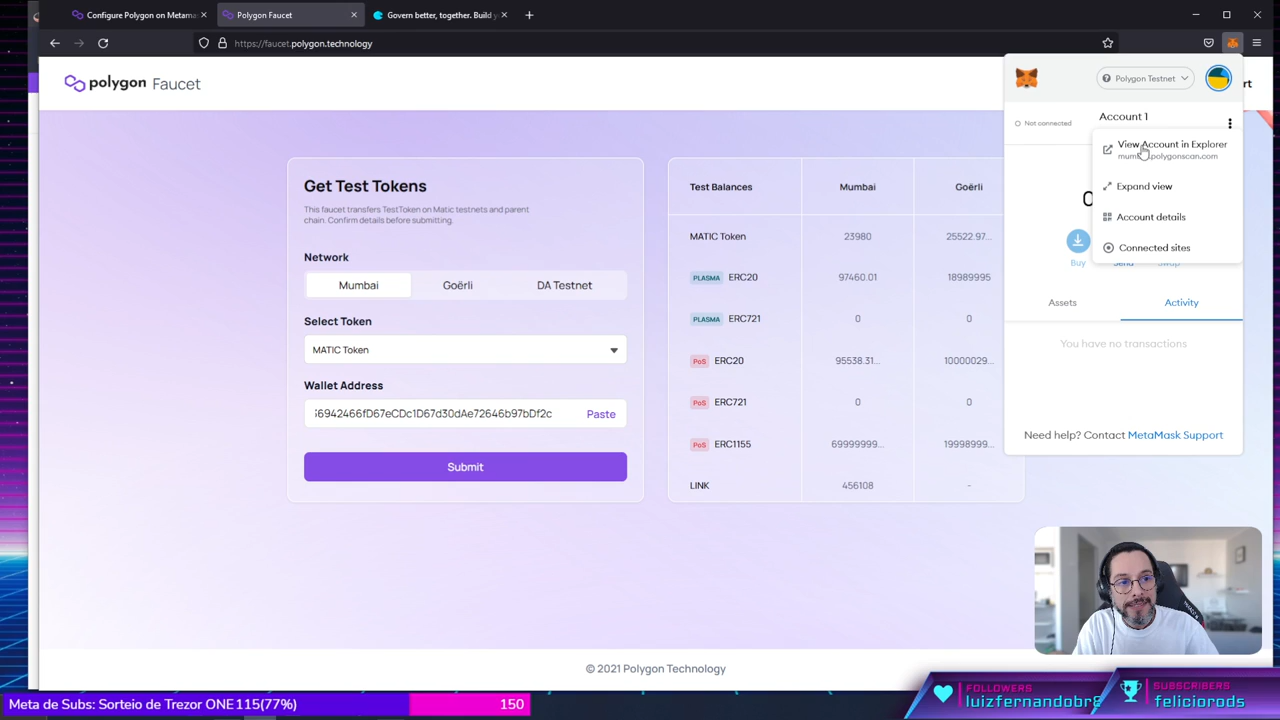 Configure Polygon on Metama
Polygon Faucet
Govern better, together. Build y
https://faucet.polygon.technology
polygon Faucet
Get Test Tokens
This faucet transfers TestToken on Matic testnets and parent
chain. Confirm details before submitting.
Network
Mumbai
Goërli
DA Testnet
Select Token
MATIC Token
Wallet Address
Paste
Submit
Test Balances Mumbai Goërli
MATIC Token 23980 25522.97...
PLASMA ERC20 97460.01 18989995
PLASMA ERC721 0 0
PoS ERC20 95538.31... 10000029...
PoS ERC721 0 0
PoS ERC1155 69999999... 19998999...
LINK 456108 -
Polygon Testnet
Not connected
Account 1
View Account in Explorer
polygonscan.com
Expand view
Account details
Connected sites
0
Buy
Send
Swap
Assets
Activity
You have no transactions
Need help? Contact MetaMask Support
© 2021 Polygon Technology
Meta de Subs: Sorteio de Trezor ONE 115(77%)
150
FOLLOWERS
SUBSCRIBERS
feliciorods